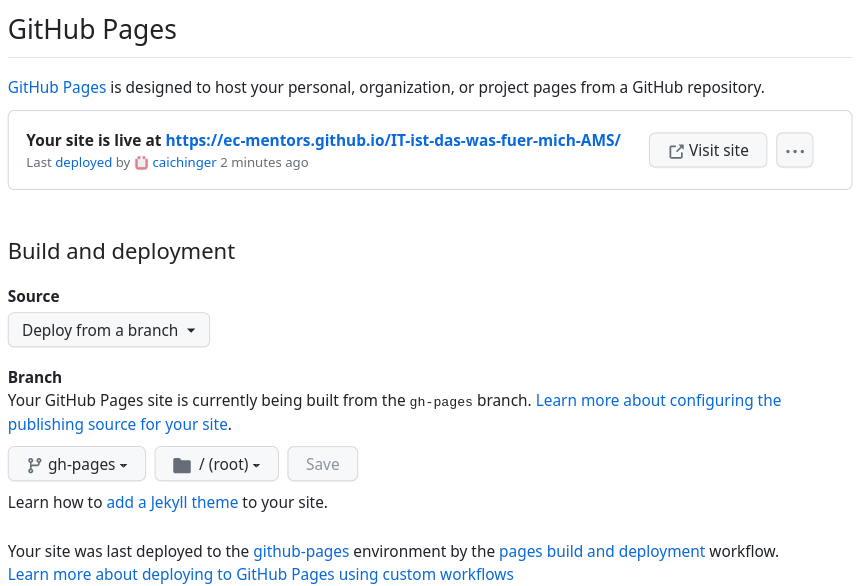 GitHub Pages
GitHub Pages is designed to host your personal, organization, or project pages from a GitHub repository.
Your site is live at https://ec-mentors.github.io/IT-ist-das-was-fuer-mich-AMS/
Last deployed by caichinger 2 minutes ago
Visit site
...
Build and deployment
Source
Deploy from a branch
Branch
Your GitHub Pages site is currently being built from the gh-pages branch. Learn more about configuring the
publishing source for your site.
gh-pages
/ (root)
Save
Learn how to add a Jekyll theme to your site.
Your site was last deployed to the github-pages environment by the pages build and deployment workflow.
Learn more about deploying to GitHub Pages using custom workflows